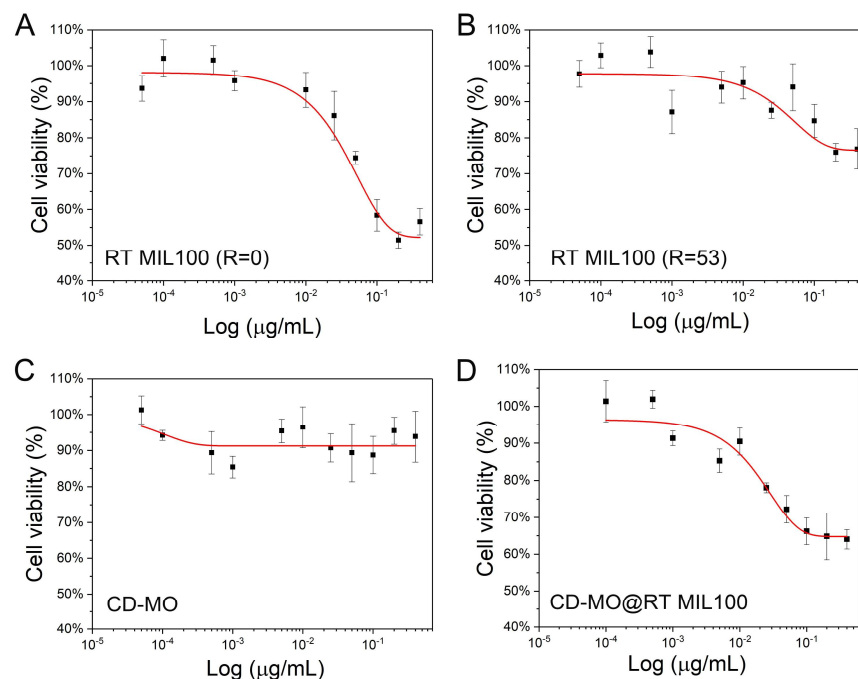 A
110%
100%
90%
80%
70%
60%
50%
40%
Cell viability (%)
RT MIL100 (R=0)
10-5 10-4 10-3 10-2 10-1
Log (μg/mL)
B
110%
100%
90%
80%
70%
60%
50%
40%
Cell viability (%)
RT MIL100 (R=53)
10-5 10-4 10-3 10-2 10-1
Log (μg/mL)
C
110%
100%
90%
80%
70%
60%
50%
40%
Cell viability (%)
CD-MO
10-5 10-4 10-3 10-2 10-1
Log (μg/mL)
D
110%
100%
90%
80%
70%
60%
50%
40%
Cell viability (%)
CD-MO@RT MIL100
10-5 10-4 10-3 10-2 10-1
Log (μg/mL)